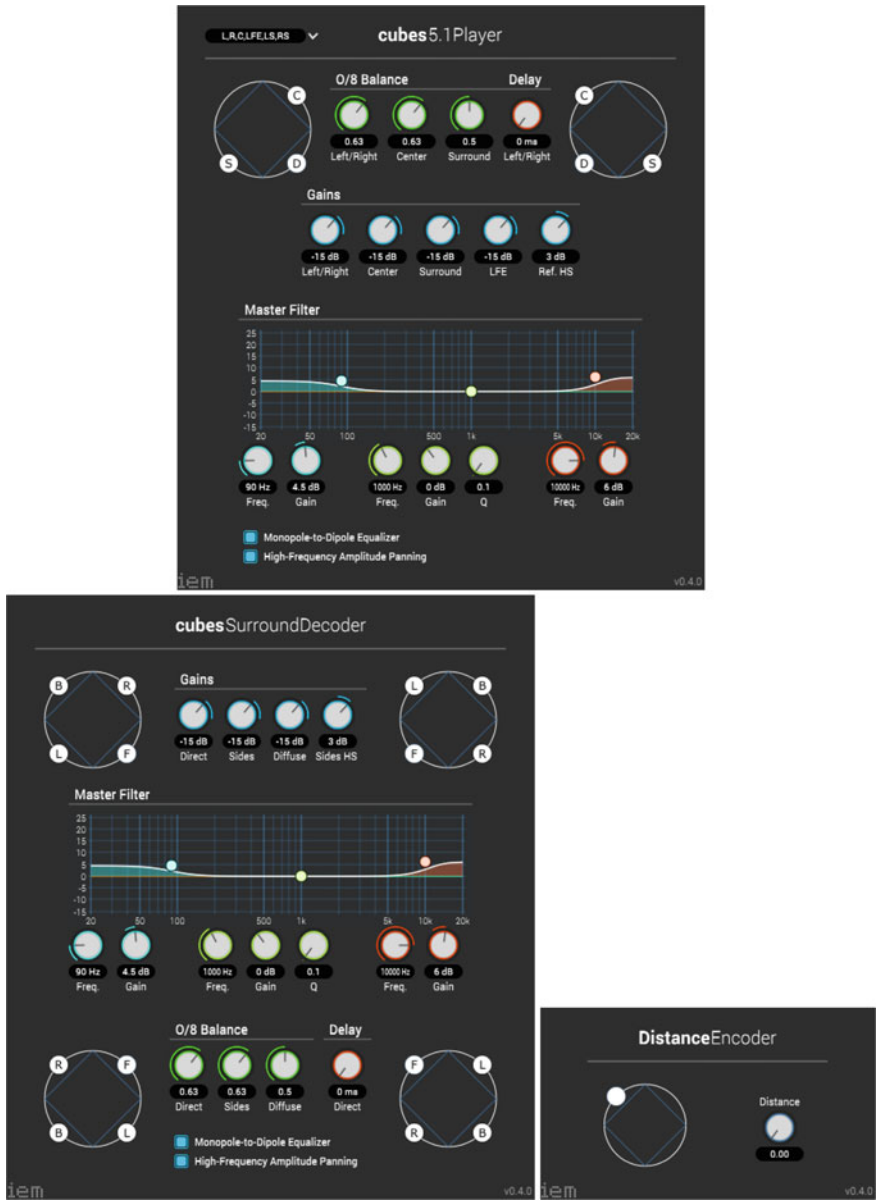 L,R,C,LFE,LS,RS
cubes5.1Player
O/8 Balance Delay
C C
0.63 0.63 0.5 0 ms
Left/Right Center Surround Left/Right
S D D S
Gains
-15 dB -15 dB -15 dB -15 dB 3 dB
Left/Right Center Surround LFE Ref. HS
Master Filter
25
20
15
10
5
0
-5
-10
-15
20 50 100 500 1k 5k 10k 20k
90 Hz 4.5 dB 1000 Hz 0 dB 0.1 10000 Hz 6 dB
Freq. Gain Freq. Gain Q Freq. Gain
Monopole-to-Dipole Equalizer
High-Frequency Amplitude Panning
iem v0.4.0
cubesSurroundDecoder
Gains
B R L B
-15 dB -15 dB -15 dB 3 dB
Direct Sides Diffuse Sides HS
L F F R
Master Filter
25
20
15
10
5
0
-5
-10
-15
20 50 100 500 1k 5k 10k 20k
90 Hz 4.5 dB 1000 Hz 0 dB 0.1 10000 Hz 6 dB
Freq. Gain Freq. Gain Q Freq. Gain
O/8 Balance Delay
R F F L
0.63 0.63 0.5 0 ms
Direct Sides Diffuse Direct
B L R B
Monopole-to-Dipole Equalizer
High-Frequency Amplitude Panning
iem v0.4.0
DistanceEncoder
Distance
0.00
iem v0.4.0